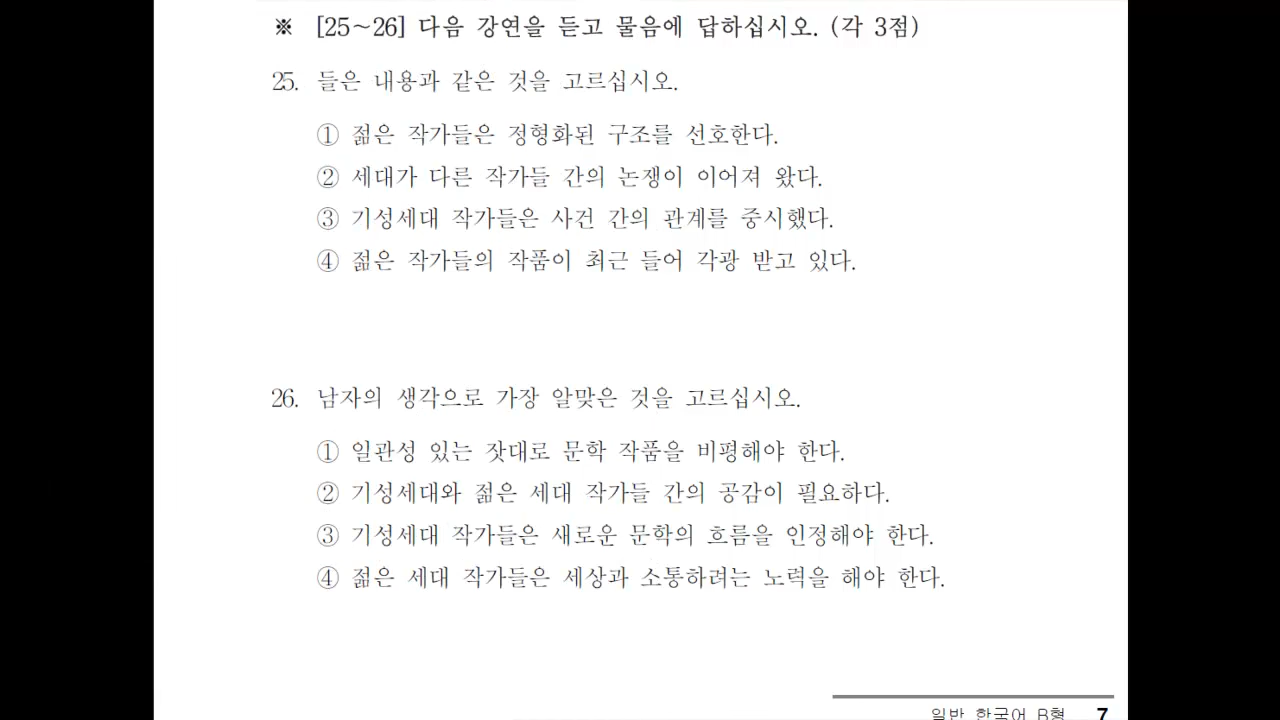 ※ [25∼26] 다음 강연을 듣고 물음에 답하십시오. (각 3점)
25. 들은 내용과 같은 것을 고르십시오.
① 젊은 작가들은 정형화된 구조를 선호한다.
② 세대가 다른 작가들 간의 논쟁이 이어져 왔다.
③ 기성세대 작가들은 사건 간의 관계를 중시했다.
④ 젊은 작가들의 작품이 최근 들어 각광 받고 있다.
26. 남자의 생각으로 가장 알맞은 것을 고르십시오.
① 일관성 있는 잣대로 문학 작품을 비평해야 한다.
② 기성세대와 젊은 세대 작가들 간의 공감이 필요하다.
③ 기성세대 작가들은 새로운 문학의 흐름을 인정해야 한다.
④ 젊은 세대 작가들은 세상과 소통하려는 노력을 해야 한다.
일반 한국어 B형 7